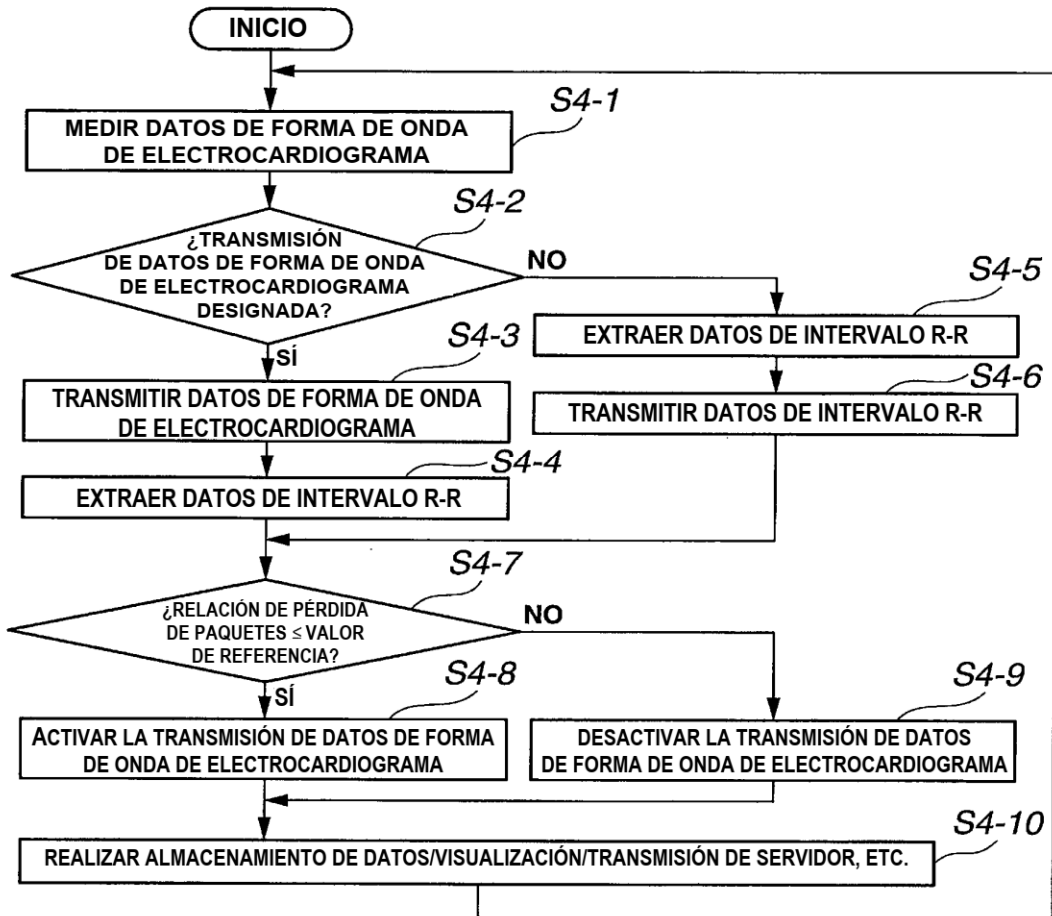 INICIO
S4-1
MEDIR DATOS DE FORMA DE ONDA
DE ELECTROCARDIOGRAMA
S4-2
¿TRANSMISIÓN
DE DATOS DE FORMA DE ONDA
DE ELECTROCARDIOGRAMA
DESIGNADA?
NO
SÍ
S4-5
EXTRAER DATOS DE INTERVALO R-R
S4-3
TRANSMITIR DATOS DE FORMA DE ONDA
DE ELECTROCARDIOGRAMA
S4-6
TRANSMITIR DATOS DE INTERVALO R-R
S4-4
EXTRAER DATOS DE INTERVALO R-R
S4-7
¿RELACIÓN DE PÉRDIDA
DE PAQUETES ≤ VALOR
DE REFERENCIA?
NO
SÍ
S4-8
ACTIVAR LA TRANSMISIÓN DE DATOS DE FORMA
DE ONDA DE ELECTROCARDIOGRAMA
S4-9
DESACTIVAR LA TRANSMISIÓN DE DATOS
DE FORMA DE ONDA DE ELECTROCARDIOGRAMA
S4-10
REALIZAR ALMACENAMIENTO DE DATOS/VISUALIZACIÓN/TRANSMISIÓN DE SERVIDOR, ETC.